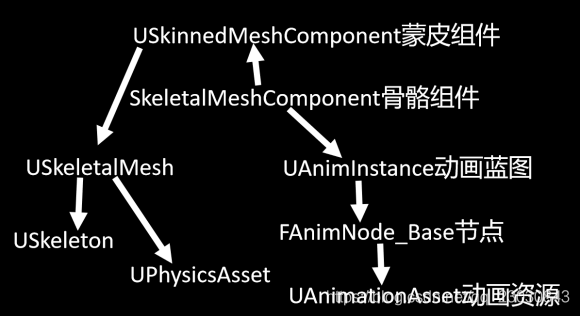 USkinnedMeshComponent蒙皮组件
SkeletalMeshComponent骨骼组件
USkeletalMesh
UAnimInstance动画蓝图
USkeleton
FAnimNode_Base节点
UPhysicsAsset
UAnimationAsset动画资源